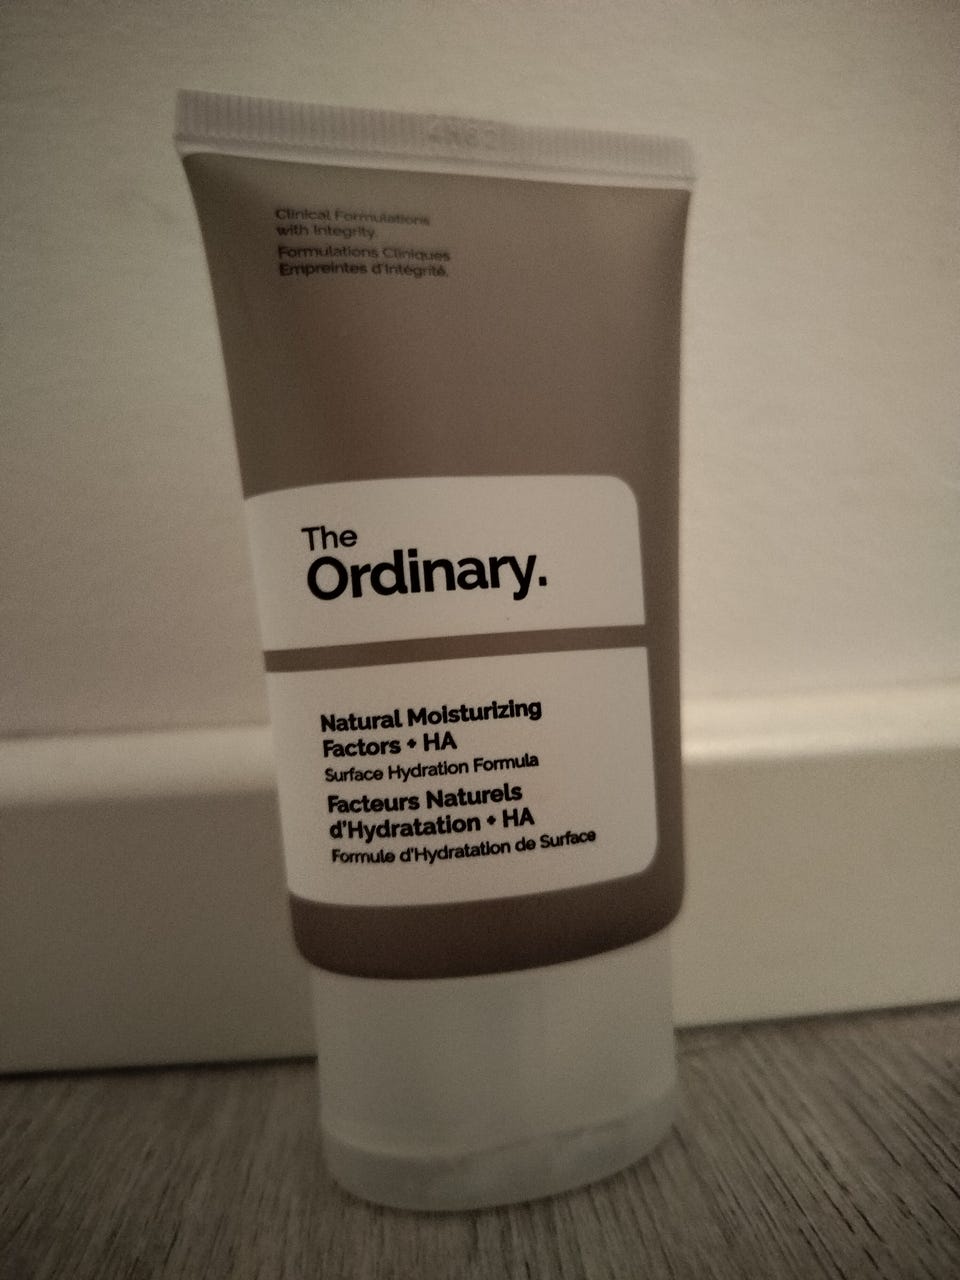 Clinical Formulations
with Integrity.
Formulations Cliniques
Empreintes d'Intégrité.
The
Ordinary.
Natural Moisturizing
Factors + HA
Surface Hydration Formula
Facteurs Naturels
d'Hydratation + HA
Formule d'Hydratation de Surface